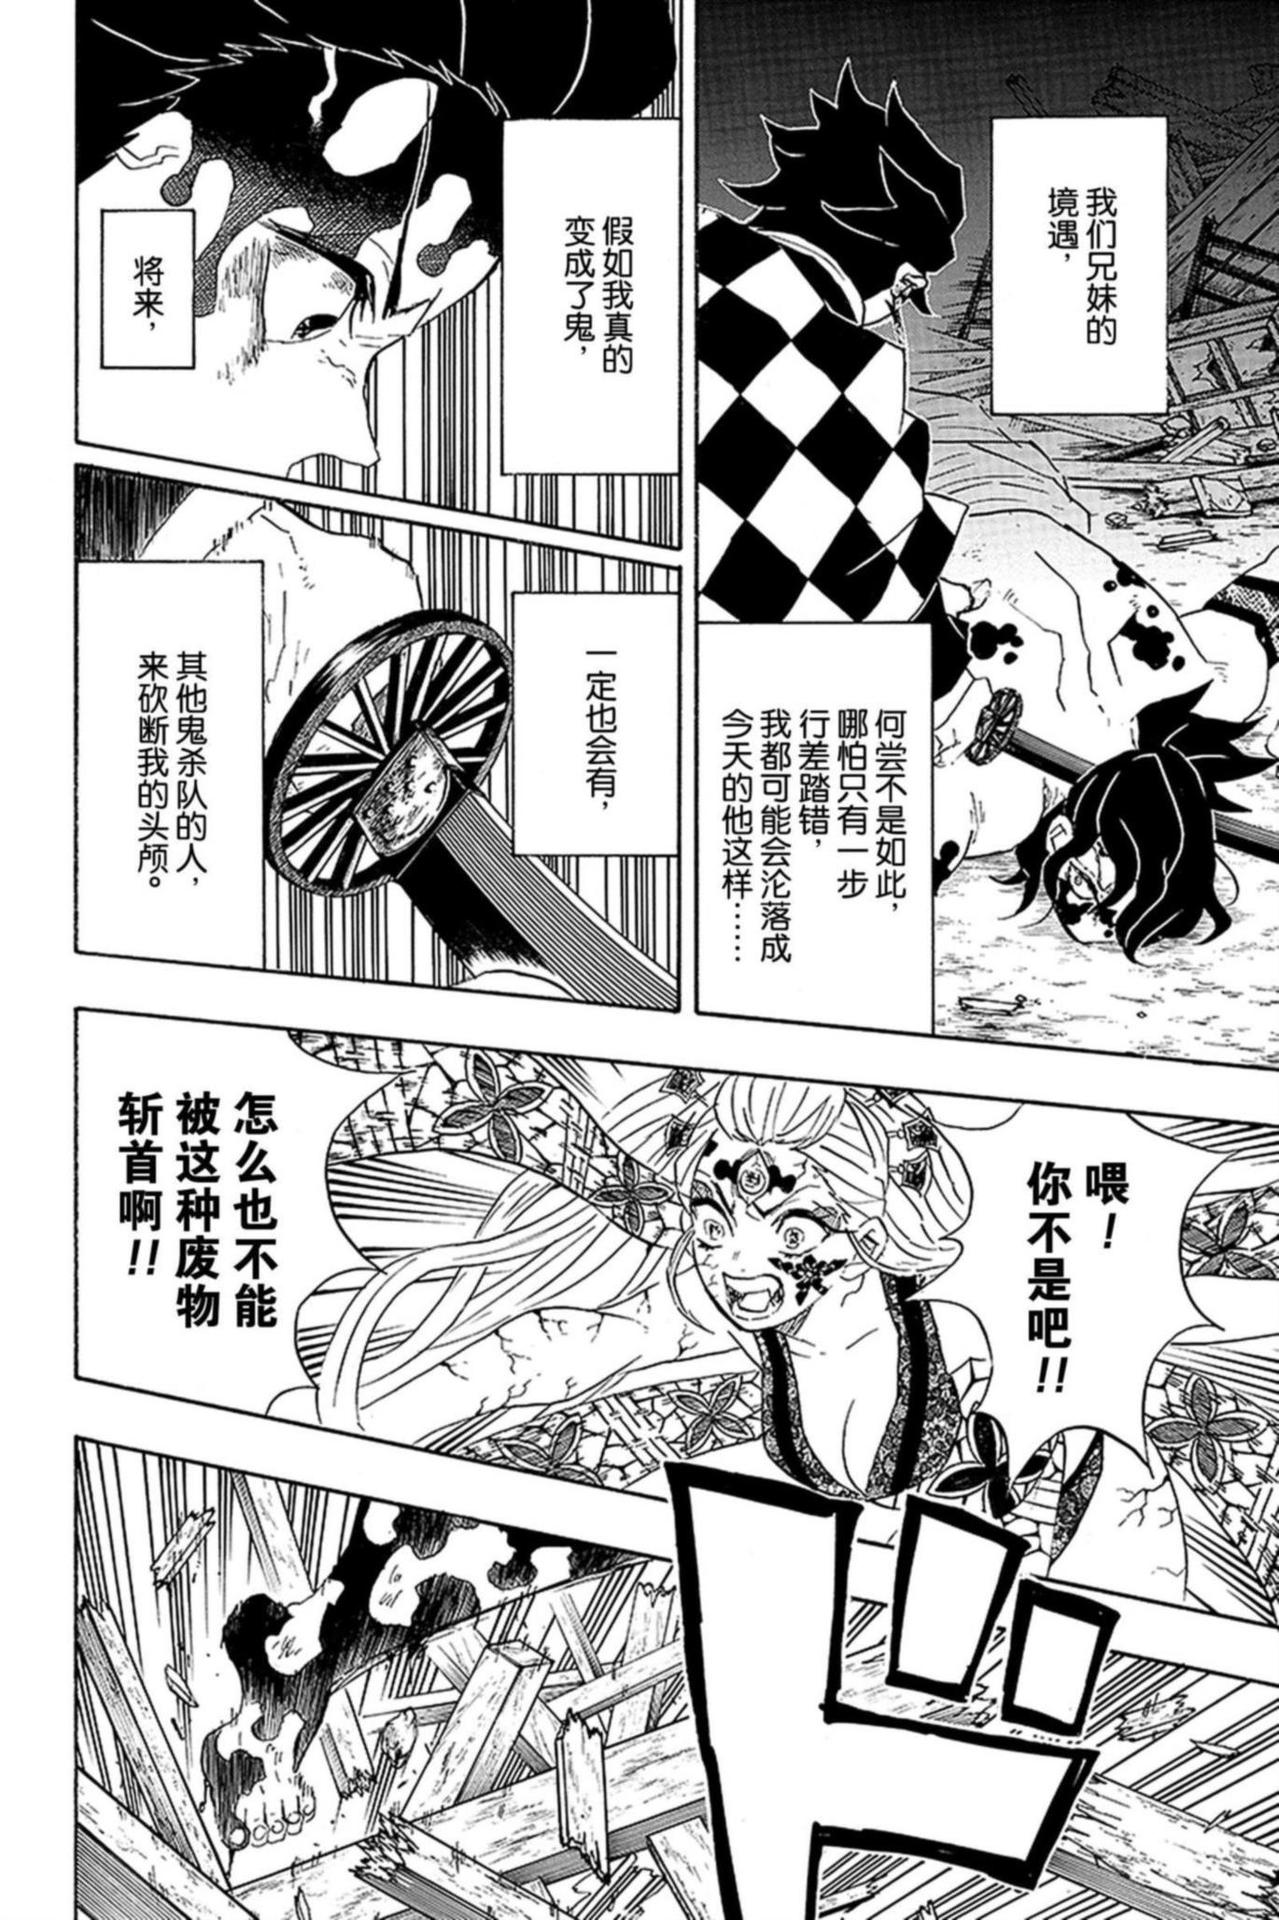 我们兄妹的
境遇，
何尝不是如此，
哪怕只有一步
行差踏错，
我都可能会沦落成
今天的他这样……
假如我真的
变成了鬼，
将来，
一定也会有，
其他鬼杀队的人，
来砍断我的头颅。
喂！
你不是吧!!
怎么也不能
被这种废物
斩首啊!!
ドッ